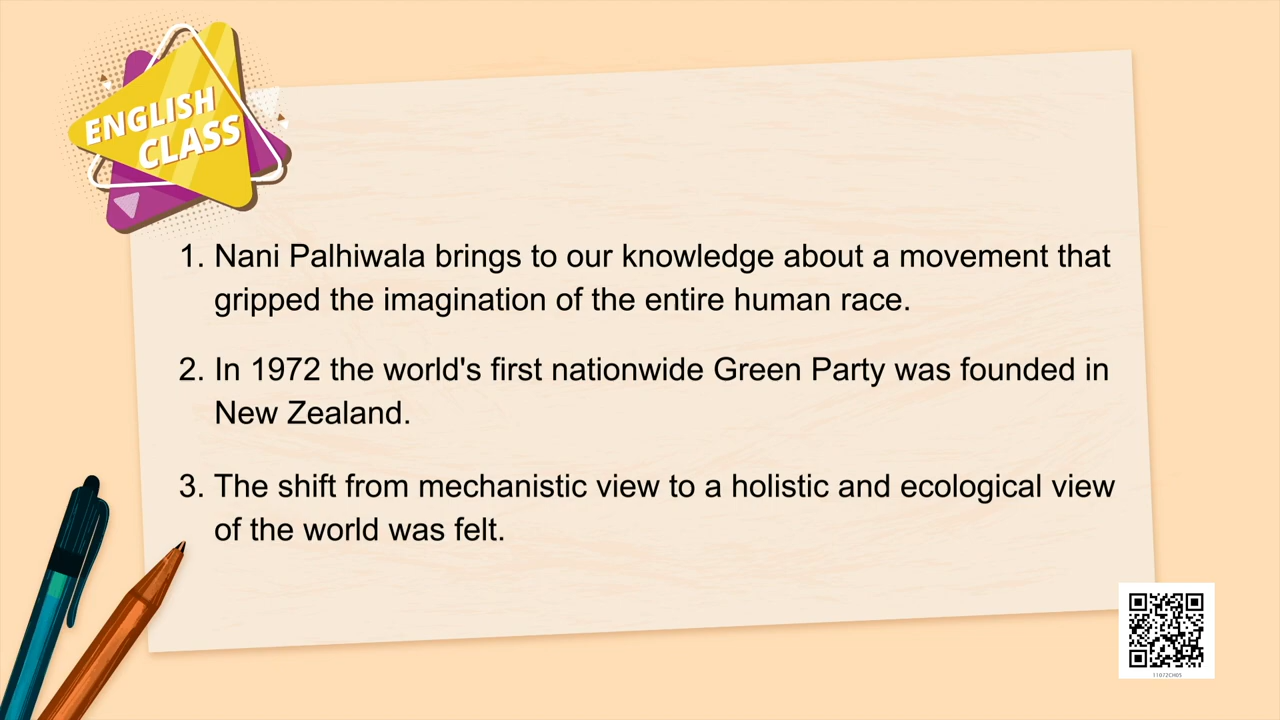 ENGLISH
CLASS
1. Nani Palhiwala brings to our knowledge about a movement that
gripped the imagination of the entire human race.
2. In 1972 the world's first nationwide Green Party was founded in
New Zealand.
3. The shift from mechanistic view to a holistic and ecological view
of the world was felt.
11072CH05